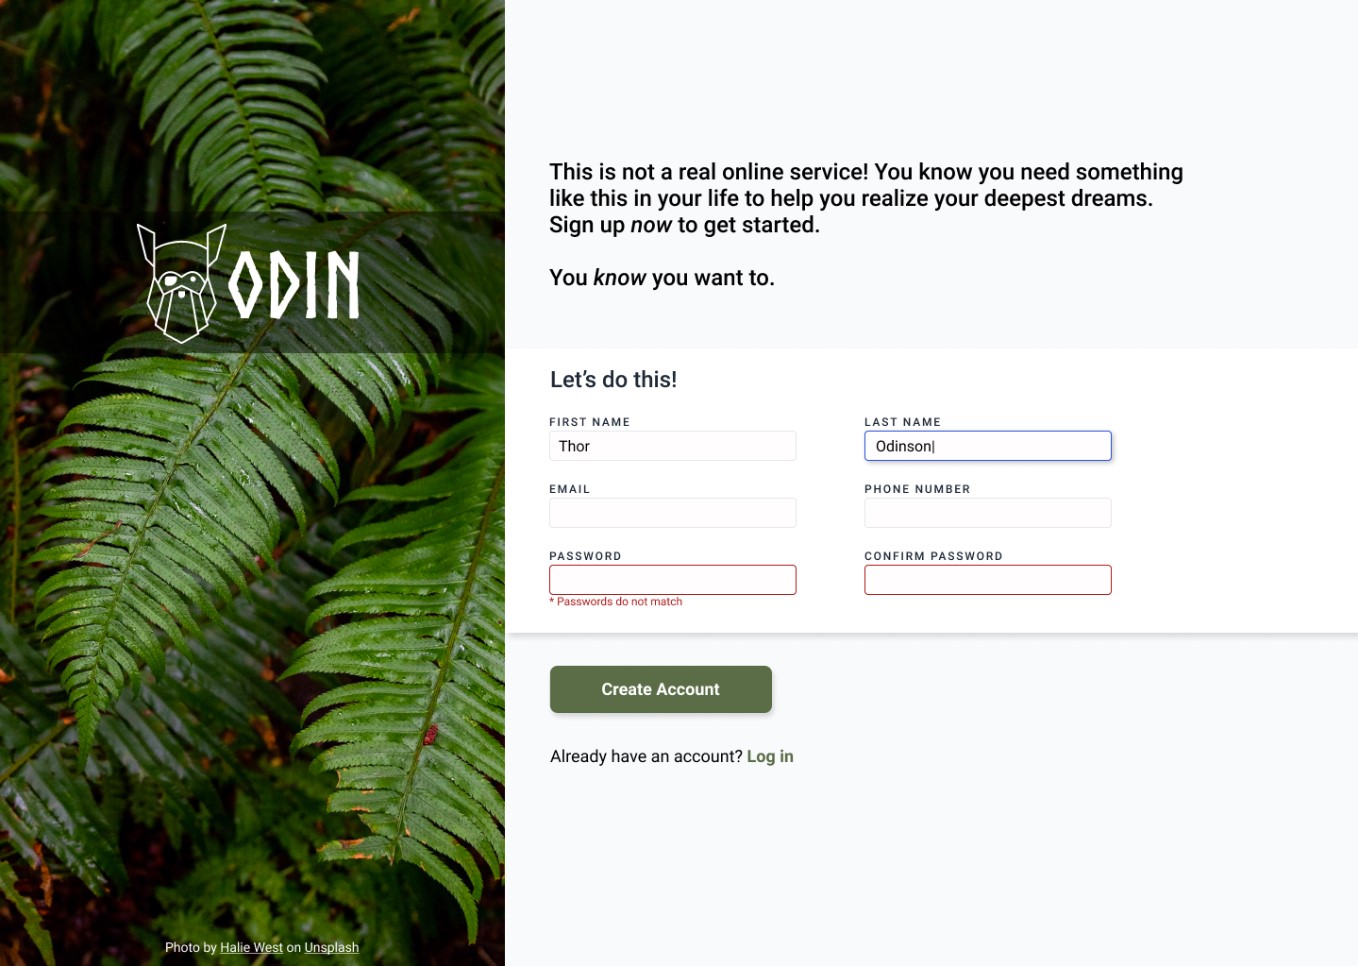 ODIN
This is not a real online service! You know you need something
like this in your life to help you realize your deepest dreams.
Sign up now to get started.
You know you want to.
Let’s do this!
FIRST NAME
Thor
LAST NAME
Odinson|
EMAIL
PHONE NUMBER
PASSWORD
CONFIRM PASSWORD
* Passwords do not match
Create Account
Already have an account? Log in
Photo by Halie West on Unsplash